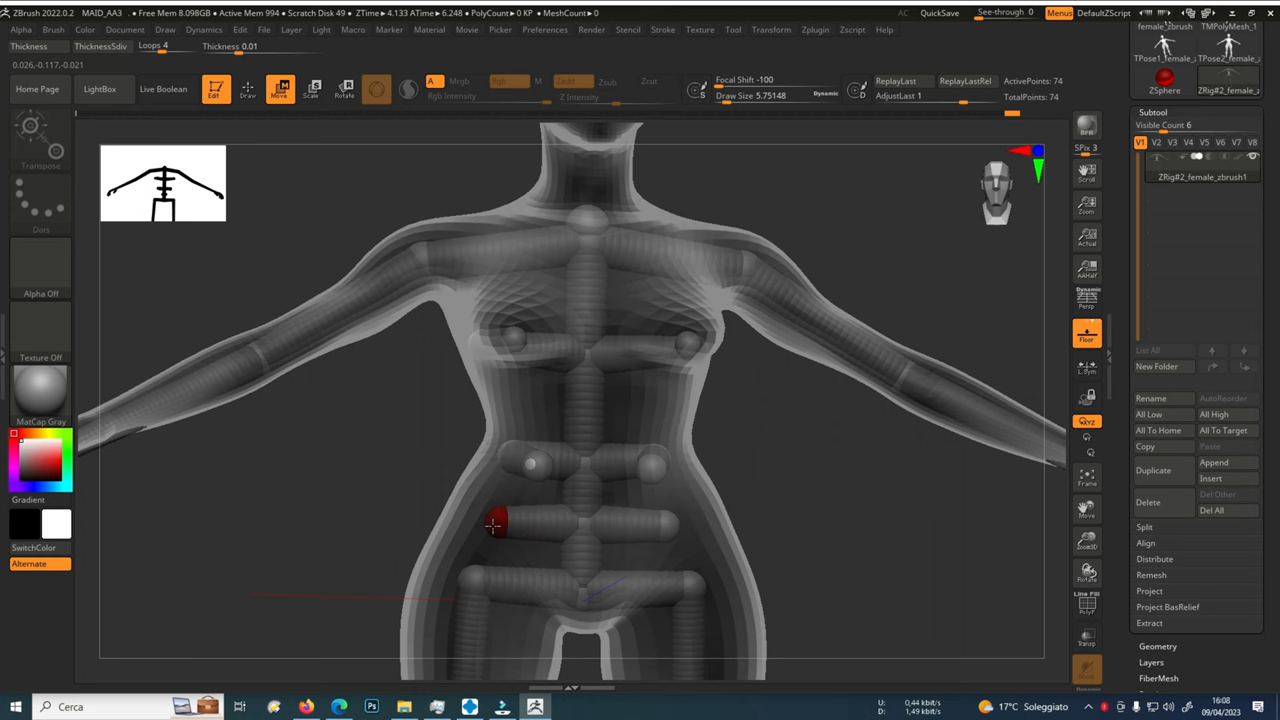 ZBrush 2022.0.2 MAID_AA3 • Free Mem 8.098GB • Active Mem 994 • Scratch Disk 49 • ZTime▸4.133 ATime▸6.248 • PolyCount▸0 KP • MeshCount▸0 AC QuickSave See-through 0 Menus DefaultZScript
Alpha Brush Color Document Draw Dynamics Edit File Layer Light Macro Marker Material Movie Picker Preferences Render Stencil Stroke Texture Tool Transform Zplugin Zscript Help
Thickness ThicknessSdiv Loops 4 Thickness 0.01
0.026,-0.117,-0.021
Home Page LightBox Live Boolean Edit Draw Move Scale Rotate
A Mrgb Rgb M Zadd Zsub Zcut
Rgb Intensity Z Intensity
Focal Shift -100
Draw Size 5.75148 Dynamic
ReplayLast ReplayLastRel
AdjustLast 1
ActivePoints: 74
TotalPoints: 74
Transpose
Dots
Alpha Off
Texture Off
MatCap Gray
Gradient
SwitchColor
Alternate
BPR
SPix 3
Scroll
Zoom
Actual
AAHalf
Dynamic
Persp
Floor
L.Sym
XYZ
Frame
Move
Zoom3D
Rotate
Line Fill
PolyF
Transp
Dynamic
female_zbrush TMPolyMesh_1
TPose1_female_z TPose2_female_z
ZSphere ZRig#2_female_z
Subtool
Visible Count 6
V1 V2 V3 V4 V5 V6 V7 V8
ZRig#2_female_zbrush1
List All
New Folder
Rename AutoReorder
All Low All High
All To Home All To Target
Copy Paste
Duplicate Append
Insert
Delete Del Other
Del All
Split
Align
Distribute
Remesh
Project
Project BasRelief
Extract
Geometry
Layers
FiberMesh
Cerca
Ps
17°C Soleggiato
U: 0,44 kbit/s
D: 1,49 kbit/s
16:08
09/04/2023